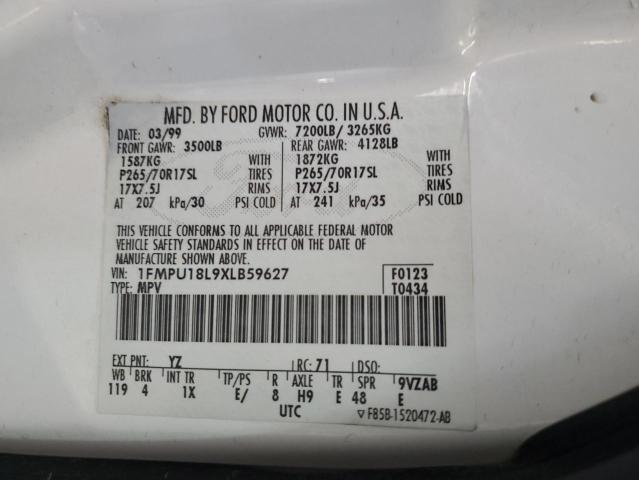 MFD. BY FORD MOTOR CO. IN U.S.A.
DATE: 03/99 GVWR: 7200LB/ 3265KG
FRONT GAWR: 3500LB REAR GAWR: 4128LB
1587KG WITH 1872KG WITH
P265/70R17SL TIRES P265/70R17SL TIRES
17X7.5J RIMS 17X7.5J RIMS
AT 207 kPa/30 PSI COLD AT 241 kPa/35 PSI COLD
THIS VEHICLE CONFORMS TO ALL APPLICABLE FEDERAL MOTOR
VEHICLE SAFETY STANDARDS IN EFFECT ON THE DATE OF
MANUFACTURE SHOWN ABOVE.
VIN: 1FMPU18L9XLB59627 F0123
TYPE: MPV T0434
EXT PNT: YZ RC: 71 DSO:
WB BRK INT TR TP/PS R AXLE TR SPR 9VZAB
119 4 1X E/ 8 H9 E 48 E
UTC ▽ F85B-1520472-AB